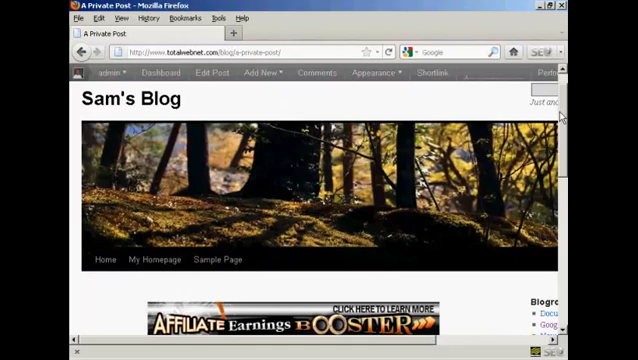 A Private Post - Mozilla Firefox
File Edit View History Bookmarks Tools Help
A Private Post
http://www.totalwebnet.com/blog/a-private-post/
Google
admin Dashboard Edit Post Add New Comments Appearance Shortlink
Sam's Blog
Just
Home My Homepage Sample Page
CLICK HERE TO LEARN MORE
AFFILIATE Earnings BOOSTER
Blogro
Docu
Goog